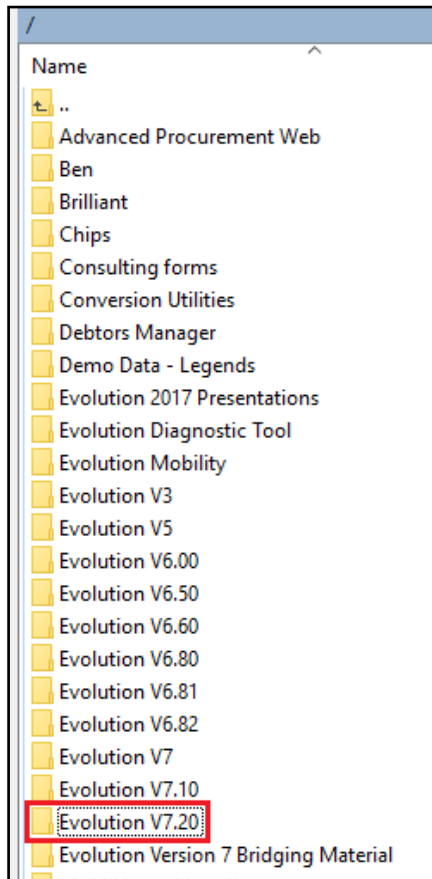 /
Name
..
Advanced Procurement Web
Ben
Brilliant
Chips
Consulting forms
Conversion Utilities
Debtors Manager
Demo Data - Legends
Evolution 2017 Presentations
Evolution Diagnostic Tool
Evolution Mobility
Evolution V3
Evolution V5
Evolution V6.00
Evolution V6.50
Evolution V6.60
Evolution V6.80
Evolution V6.81
Evolution V6.82
Evolution V7
Evolution V7.10
Evolution V7.20
Evolution Version 7 Bridging Material